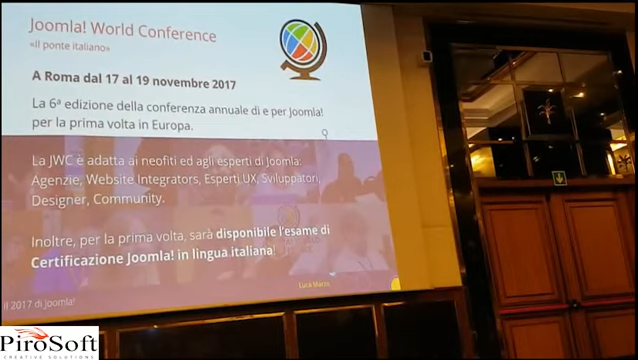 Joomla! World Conference
«Il ponte italiano»
A Roma dal 17 al 19 novembre 2017
La 6ª edizione della conferenza annuale di e per Joomla!
per la prima volta in Europa.
La JWC è adatta ai neofiti ed agli esperti di Joomla:
Agenzie, Website Integrators, Esperti UX, Sviluppatori,
Designer, Community.
Inoltre, per la prima volta, sarà disponibile l'esame di
Certificazione Joomla! in lingua italiana!
Luca Marzo
Il 2017 di Joomla!
PiroSoft
CREATIVE SOLUTIONS